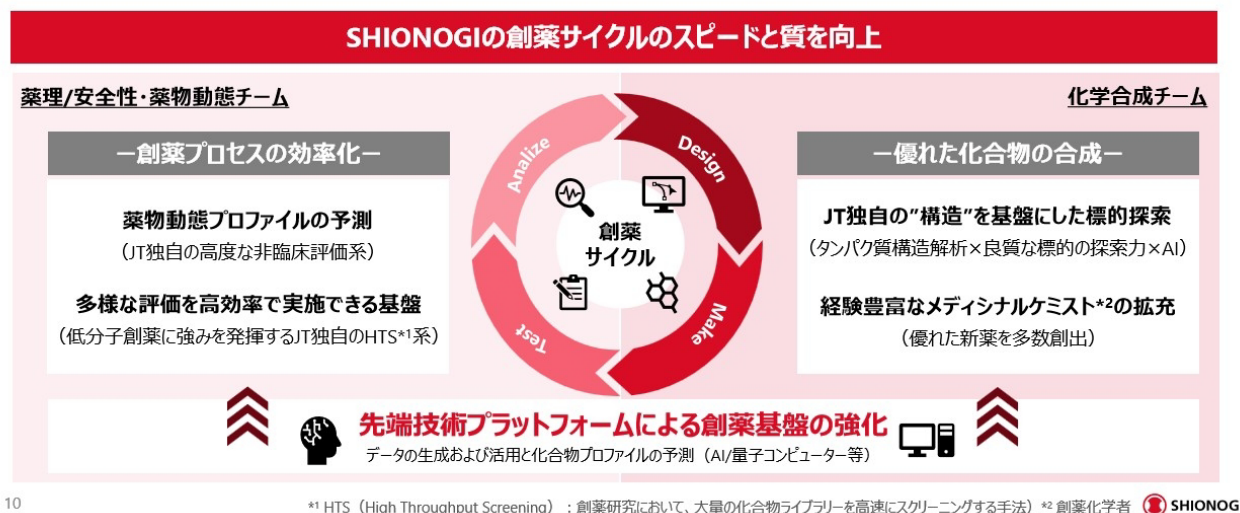 SHIONOGIの創薬サイクルのスピードと質を向上
薬理/安全性・薬物動態チーム
化学合成チーム
－創薬プロセスの効率化－
薬物動態プロファイルの予測
（JT独自の高度な非臨床評価系）
多様な評価を高効率で実施できる基盤
（低分子創薬に強みを発揮するJT独自のHTS*1系）
Analize
Design
創薬
サイクル
Test
Make
－優れた化合物の合成－
JT独自の”構造”を基盤にした標的探索
（タンパク質構造解析×良質な標的の探索力×AI）
経験豊富なメディシナルケミスト*2の拡充
（優れた新薬を多数創出）
先端技術プラットフォームによる創薬基盤の強化
データの生成および活用と化合物プロファイルの予測（AI/量子コンピューター等）
10
*1 HTS（High Throughput Screening）：創薬研究において、大量の化合物ライブラリーを高速にスクリーニングする手法）*2 創薬化学者
SHIONOG